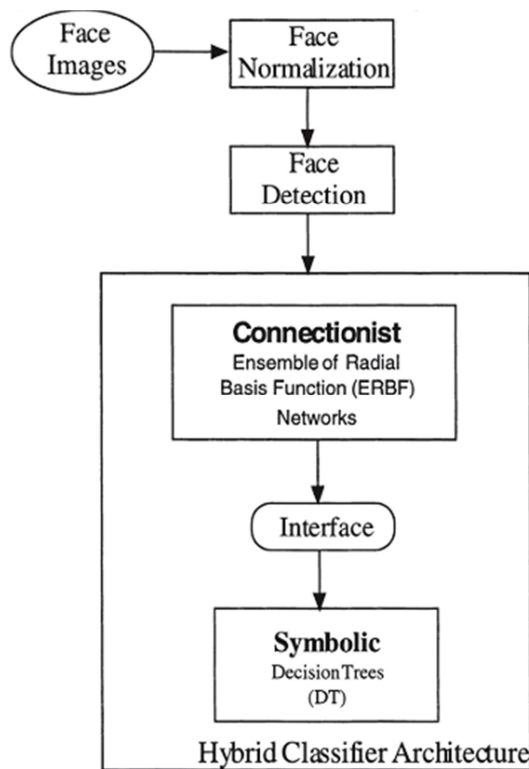 Face
Images
Face
Normalization
Face
Detection
Connectionist
Ensemble of Radial
Basis Function (ERBF)
Networks
Interface
Symbolic
Decision Trees
(DT)
Hybrid Classifier Architecture